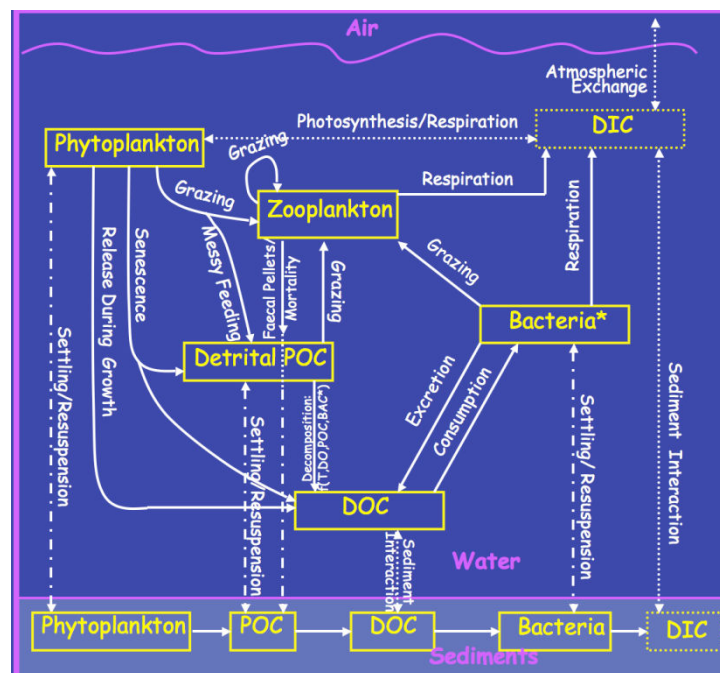 Air
Atmospheric
Exchange
Photosynthesis/Respiration
DIC
Phytoplankton
Grazing
Grazing
Zooplankton
Respiration
Release During Growth
Senescence
Messy Feeding
Faecal Pellets/
Mortality
Grazing
Grazing
Respiration
Bacteria*
Detrital POC
Settling/Resuspension
Settling/Resuspension
Decomposition:
f(T,DO,POC,BAC*)
Excretion
Consumption
Settling/ Resuspension
Sediment Interaction
DOC
Sediment
Interaction
Water
Phytoplankton
POC
DOC
Bacteria
DIC
Sediments